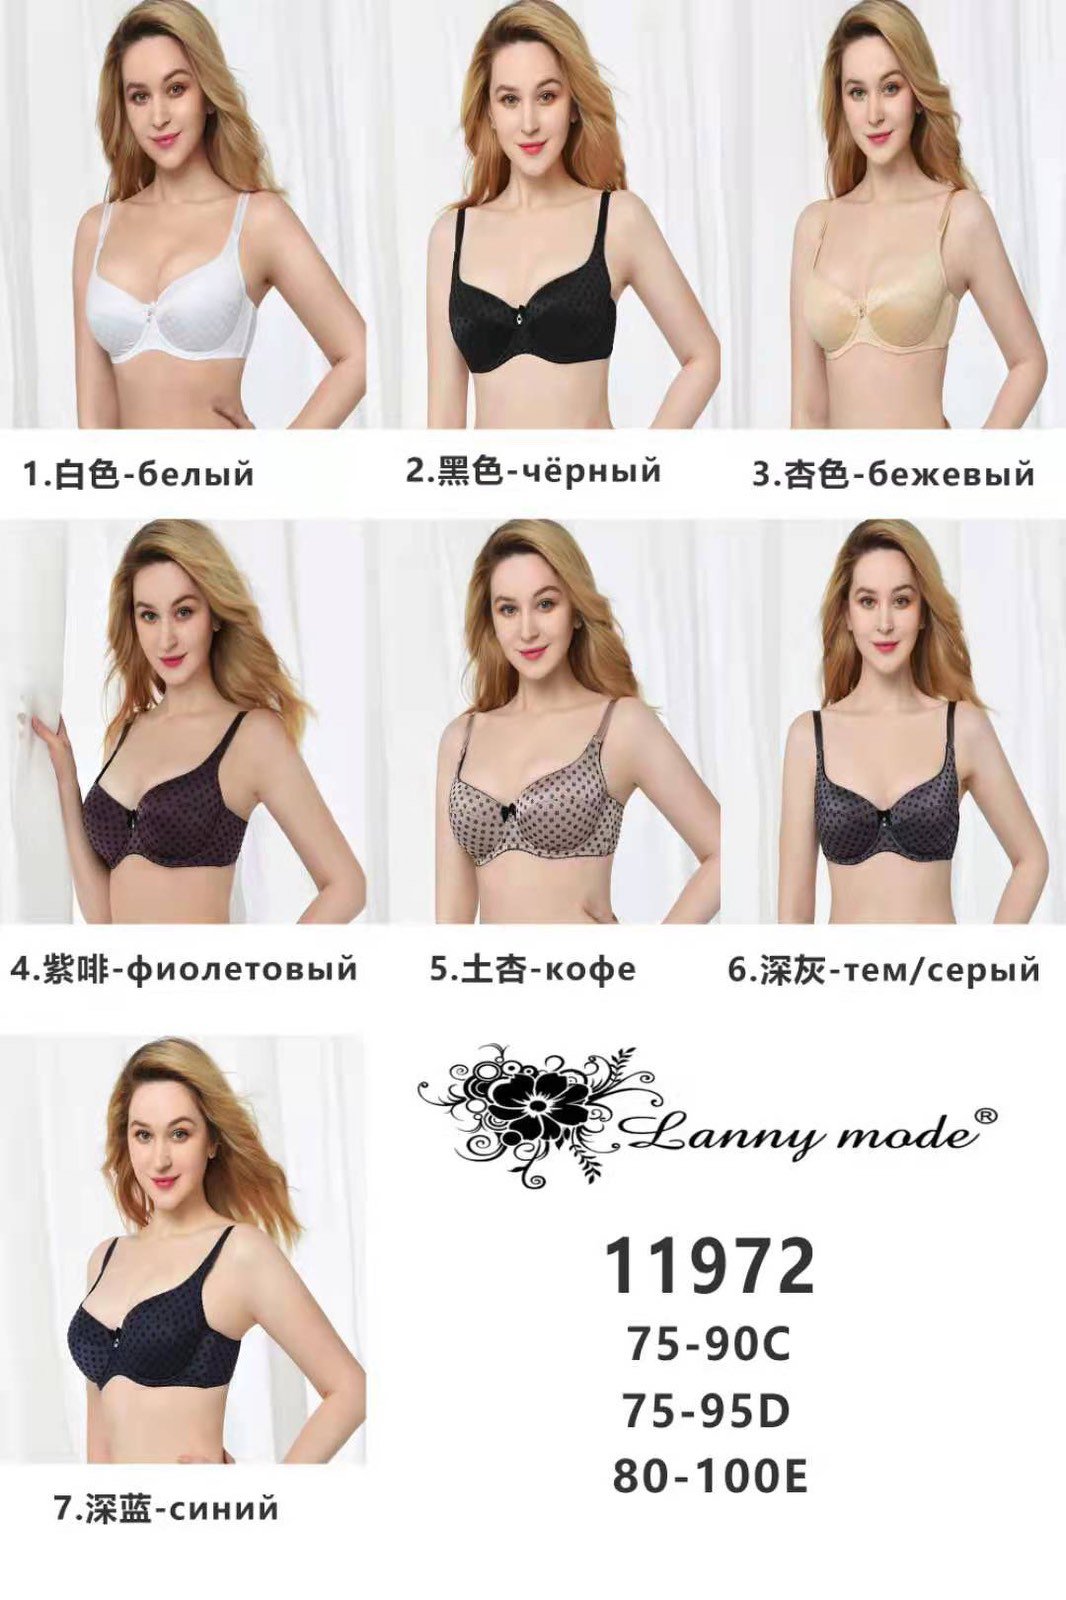 1.白色-белый
2.黑色-чёрный
3.杏色-бежевый
4.紫啡-фиолетовый
5.土杏-кофе
6.深灰-тем/серый
Lanny mode®
11972
75-90C
75-95D
80-100E
7.深蓝-синий